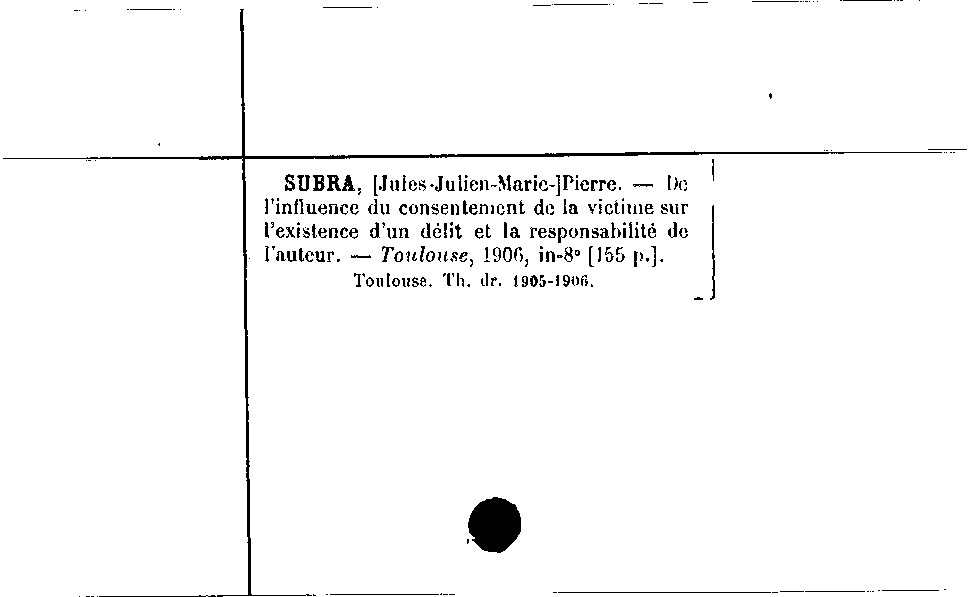 SUBRA, [Jules-Julien-Marie-]Pierre. — De
l'influence du consentement de la victime sur
l'existence d'un délit et la responsabilité de
l'auteur. — Toulouse, 1906, in-8° [155 p.].
Toulouse. Th. dr. 1905-1906.